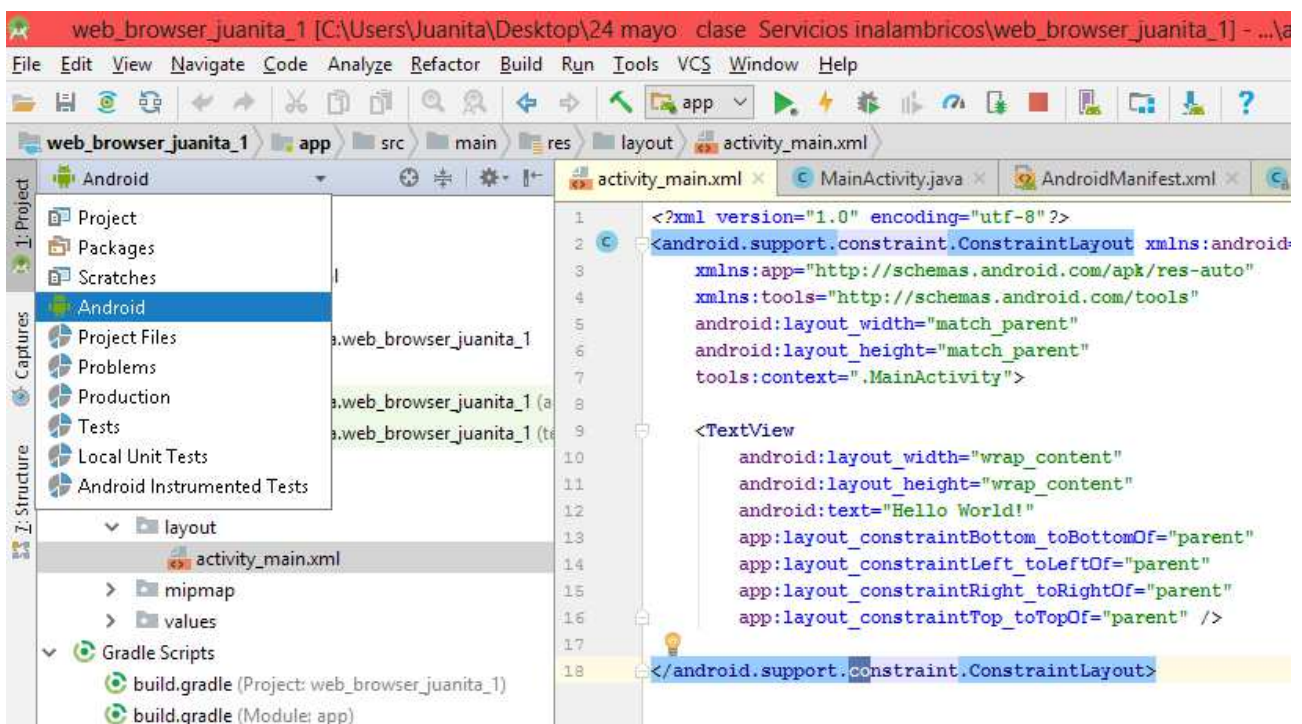 web_browser_juanita_1 [C:\Users\Juanita\Desktop\24 mayo clase Servicios inalambricos\web_browser_juanita_1] - ...\a
File Edit View Navigate Code Analyze Refactor Build Run Tools VCS Window Help
app
web_browser_juanita_1 app src main res layout activity_main.xml
1: Project
Captures
7: Structure
Android
Project
Packages
Scratches
Android
Project Files
Problems
Production
Tests
Local Unit Tests
Android Instrumented Tests
a.web_browser_juanita_1
a.web_browser_juanita_1 (a
a.web_browser_juanita_1 (te
layout
activity_main.xml
mipmap
values
Gradle Scripts
build.gradle (Project: web_browser_juanita_1)
build.gradle (Module: app)
activity_main.xml MainActivity.java AndroidManifest.xml
1 <?xml version="1.0" encoding="utf-8"?>
2 <android.support.constraint.ConstraintLayout xmlns:android=
3 xmlns:app="http://schemas.android.com/apk/res-auto"
4 xmlns:tools="http://schemas.android.com/tools"
5 android:layout_width="match_parent"
6 android:layout_height="match_parent"
7 tools:context=".MainActivity">
8
9 <TextView
10 android:layout_width="wrap_content"
11 android:layout_height="wrap_content"
12 android:text="Hello World!"
13 app:layout_constraintBottom_toBottomOf="parent"
14 app:layout_constraintLeft_toLeftOf="parent"
15 app:layout_constraintRight_toRightOf="parent"
16 app:layout_constraintTop_toTopOf="parent" />
17
18 </android.support.constraint.ConstraintLayout>